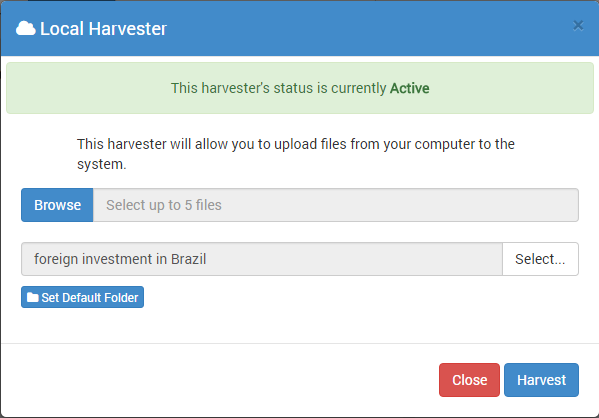 Local Harvester ×
This harvester's status is currently Active
This harvester will allow you to upload files from your computer to the
system.
Browse Select up to 5 files
foreign investment in Brazil Select...
Set Default Folder
Close Harvest